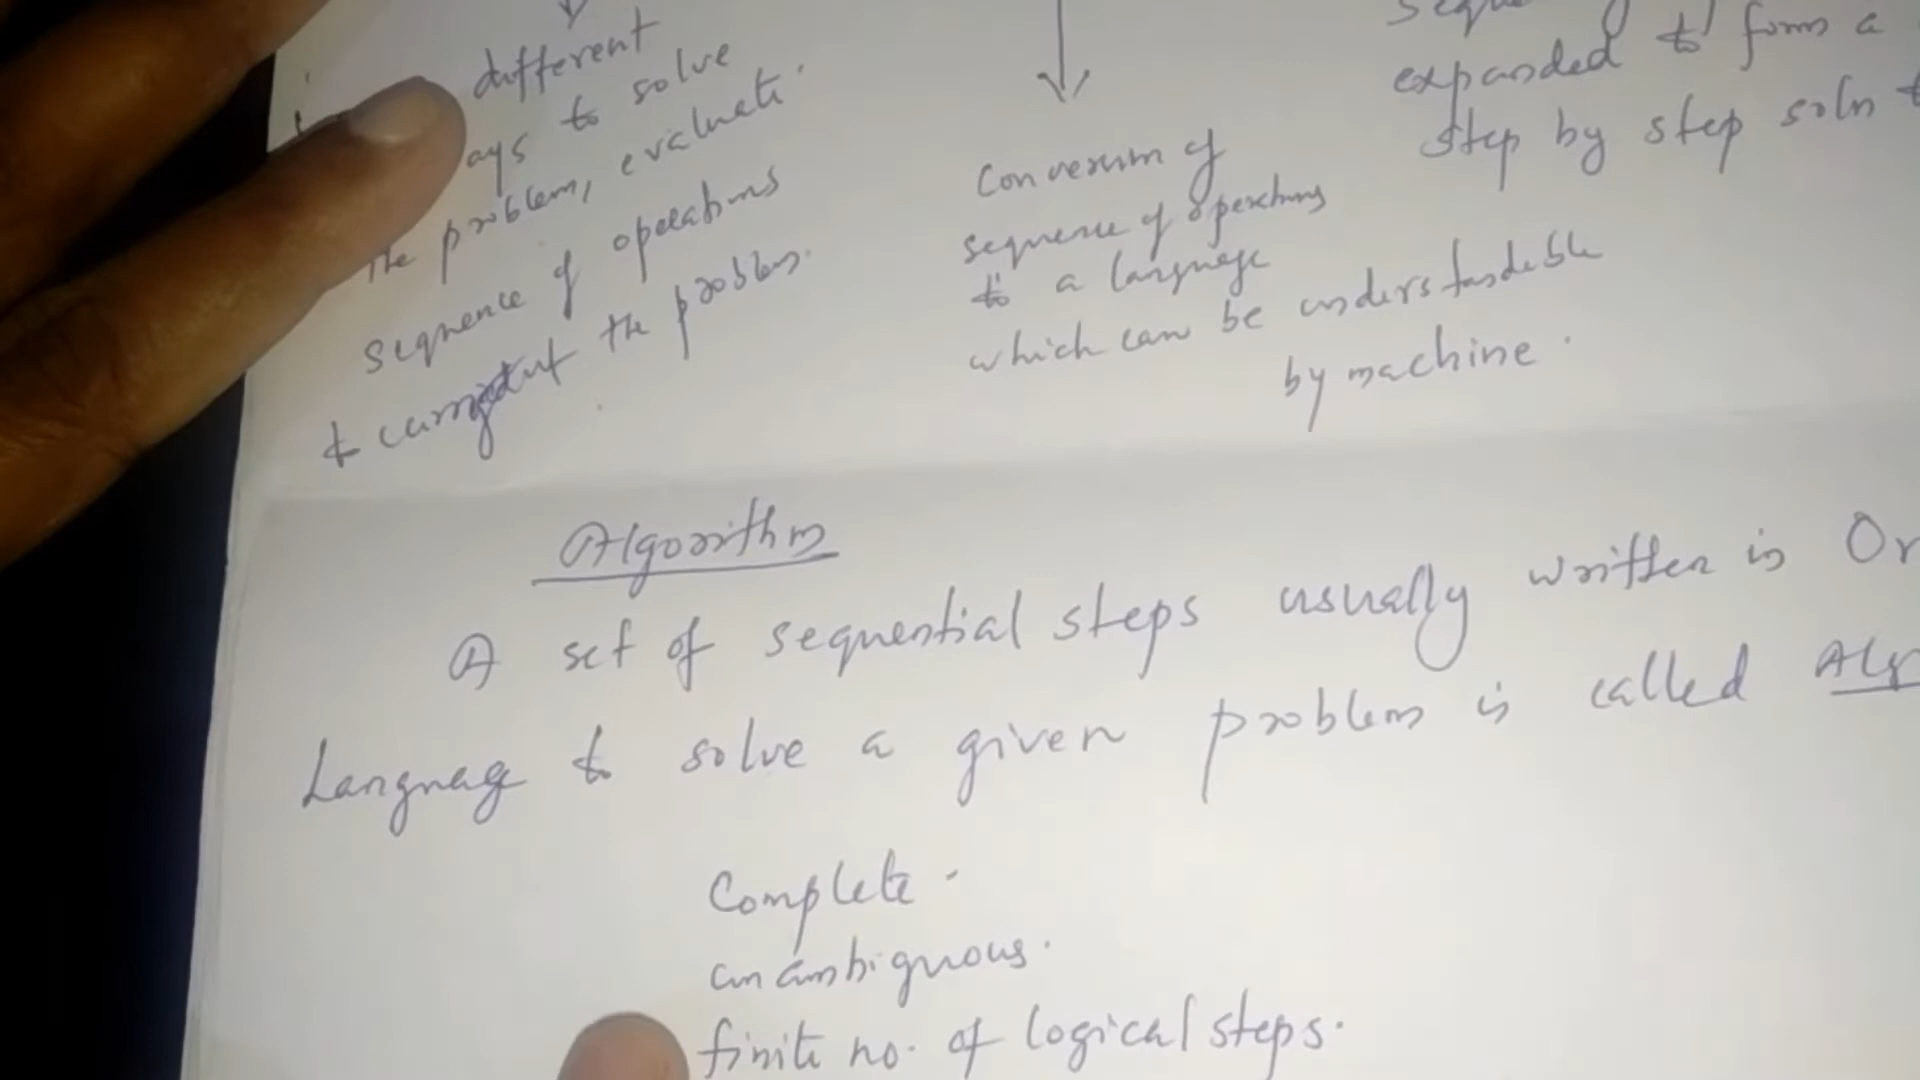 different
ays to solve
the problem, evaluate.
sequence of operations
the problem.
Conversion of
sequence of operations
to a language
which can be understandable
by machine.
expanded to form a
step by step soln
Algorithm
A set of sequential steps usually written in Or
Language to solve a given problem is called Alg
Complete.
unambiguous.
finite no. of logical steps.